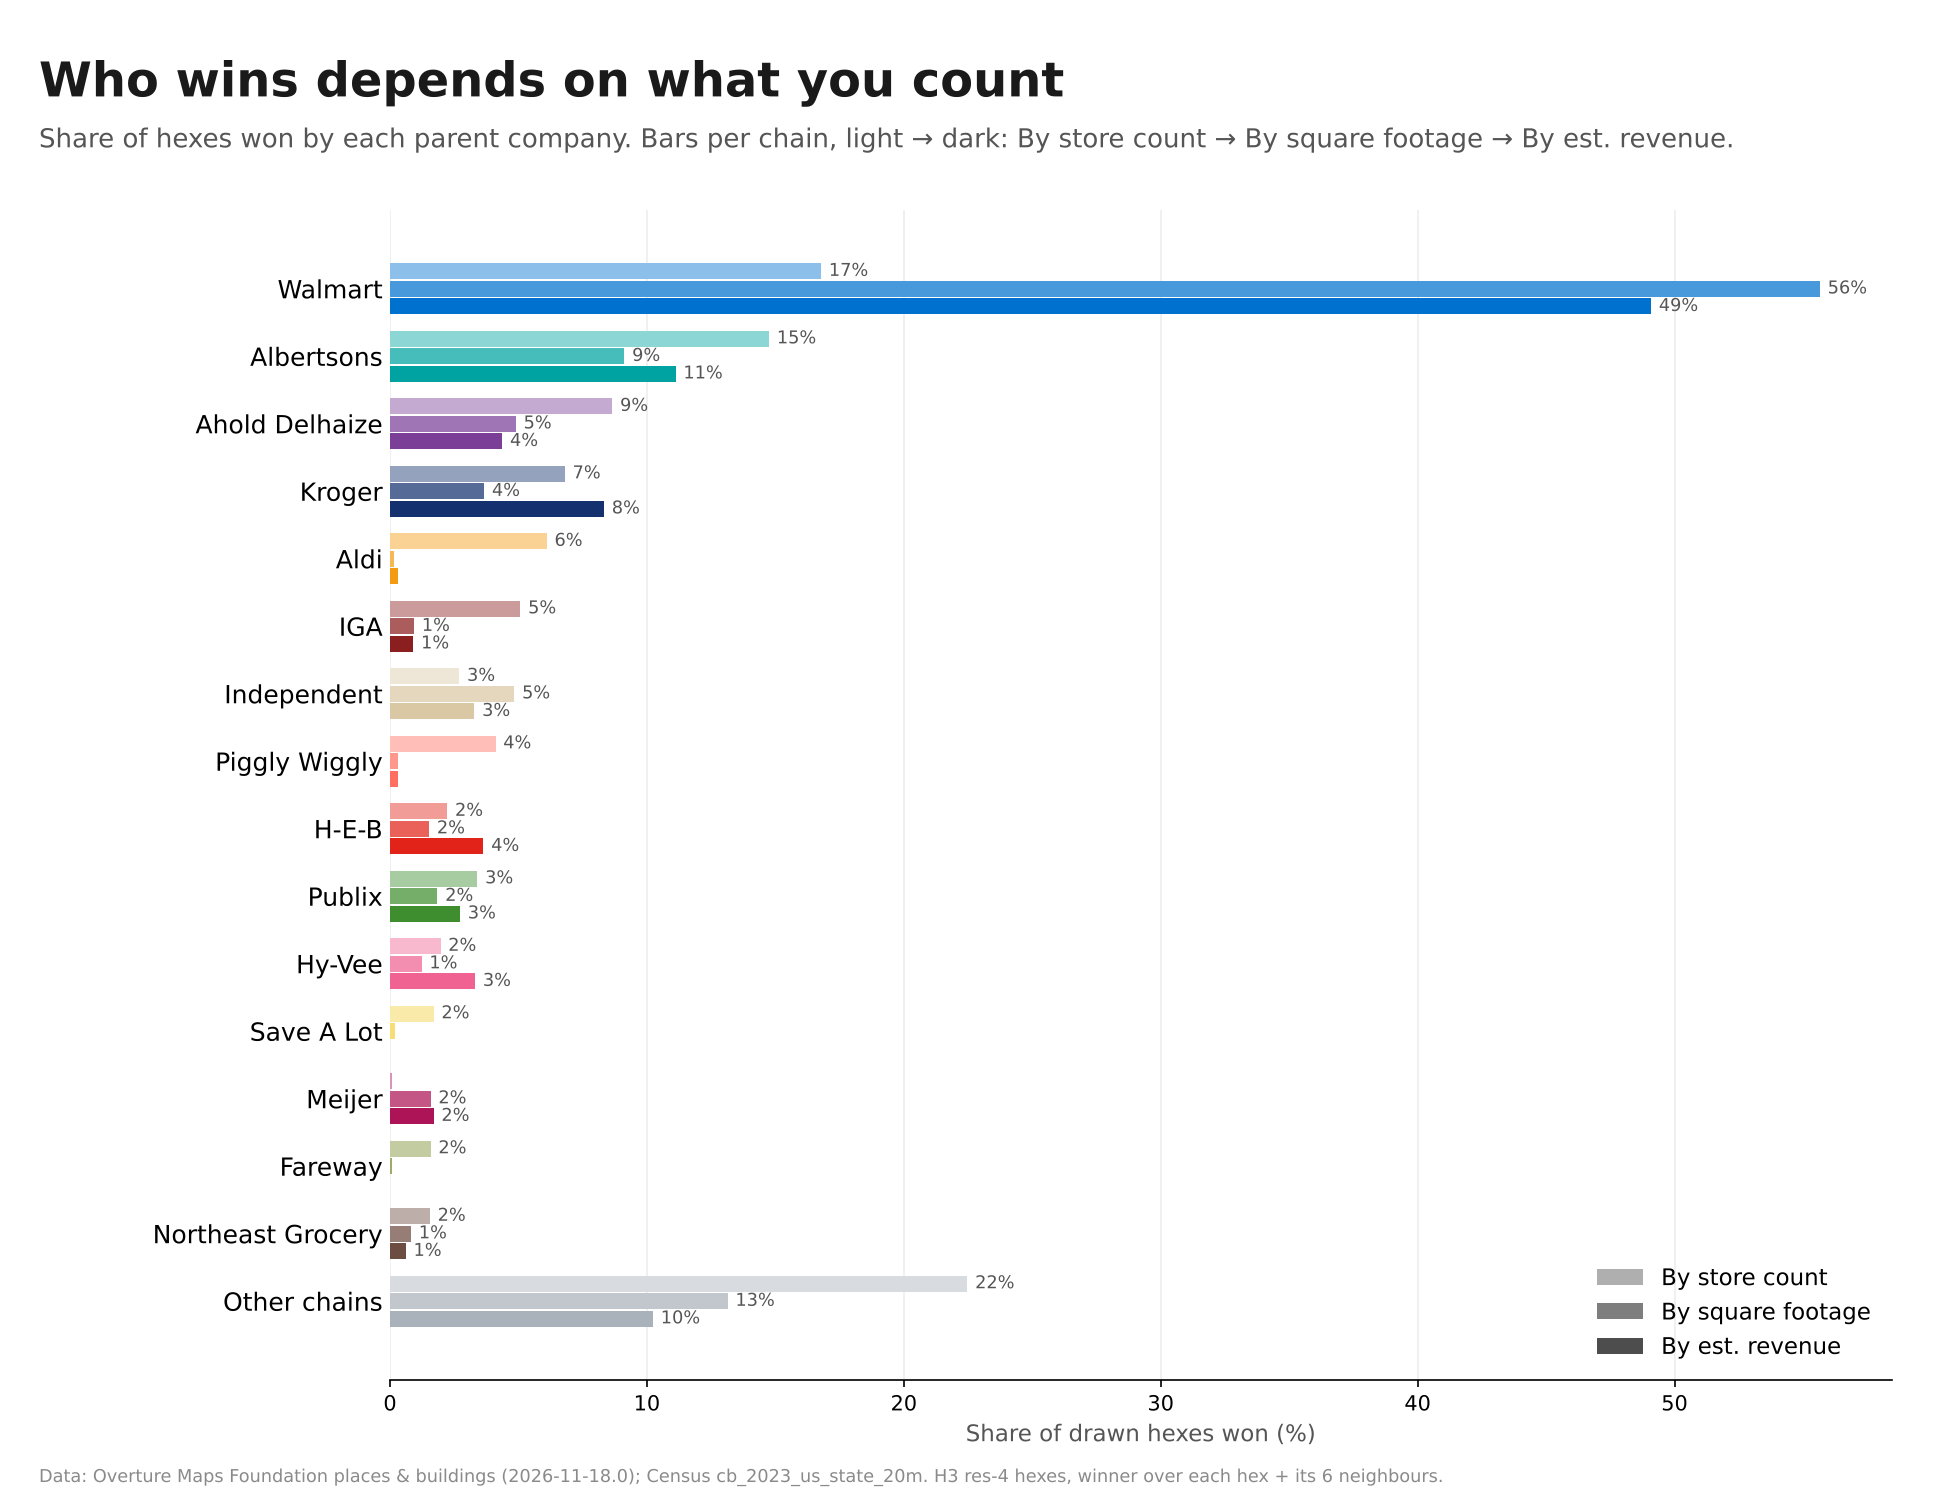 Who wins depends on what you count
Share of hexes won by each parent company. Bars per chain, light → dark: By store count → By square footage → By est. revenue.
Walmart
17%
56%
49%
Albertsons
15%
9%
11%
Ahold Delhaize
9%
5%
4%
Kroger
7%
4%
8%
Aldi
6%
IGA
5%
1%
1%
Independent
3%
5%
3%
Piggly Wiggly
4%
H-E-B
2%
2%
4%
Publix
3%
2%
3%
Hy-Vee
2%
1%
3%
Save A Lot
2%
Meijer
2%
2%
Fareway
2%
Northeast Grocery
2%
1%
1%
Other chains
22%
13%
10%
By store count
By square footage
By est. revenue
0 10 20 30 40 50
Share of drawn hexes won (%)
Data: Overture Maps Foundation places & buildings (2026-11-18.0); Census cb_2023_us_state_20m. H3 res-4 hexes, winner over each hex + its 6 neighbours.